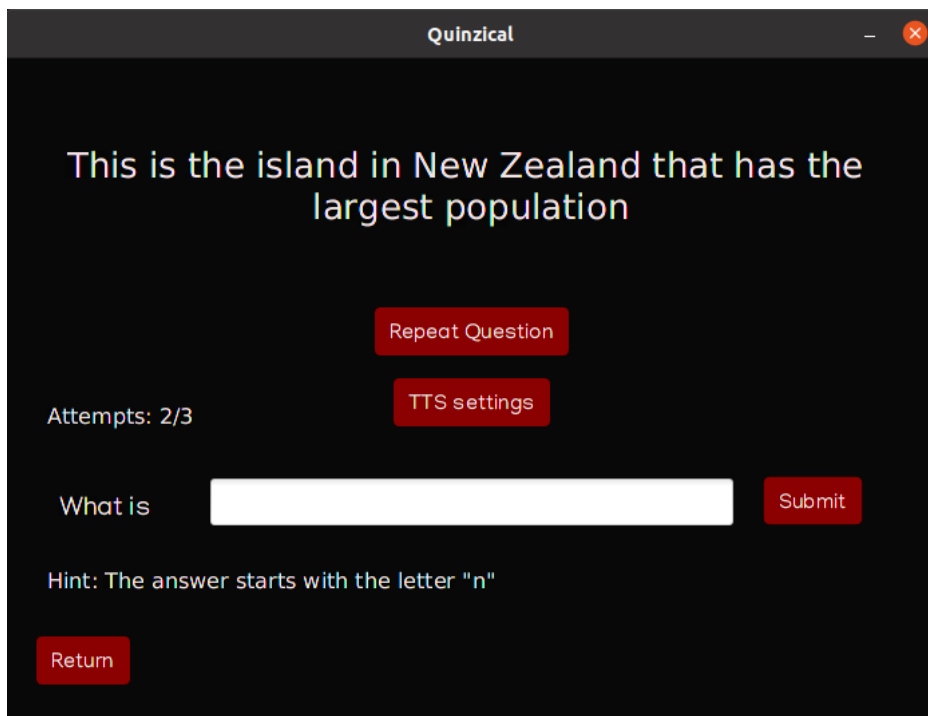 Quinzical
This is the island in New Zealand that has the
largest population
Repeat Question
TTS settings
Attempts: 2/3
What is
Submit
Hint: The answer starts with the letter "n"
Return